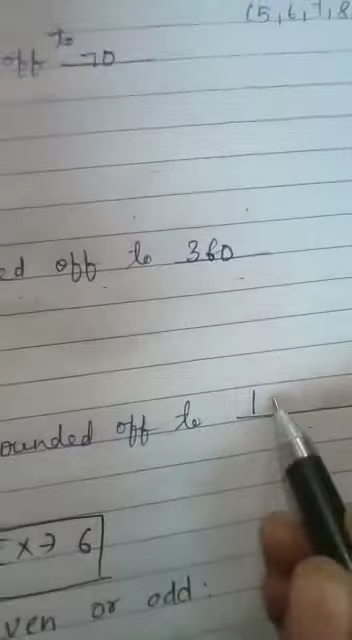 (5,6,7,8
off to 70
ed off to 360
ounded off to 1
x → 6
ven or odd: